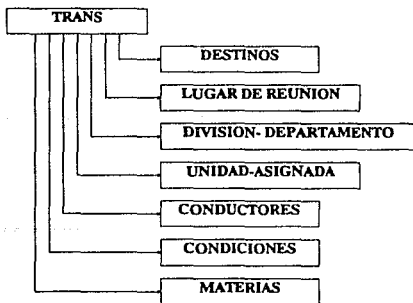 TRANS
DESTINOS
LUGAR DE REUNION
DIVISION- DEPARTAMENTO
UNIDAD-ASIGNADA
CONDUCTORES
CONDICIONES
MATERIAS